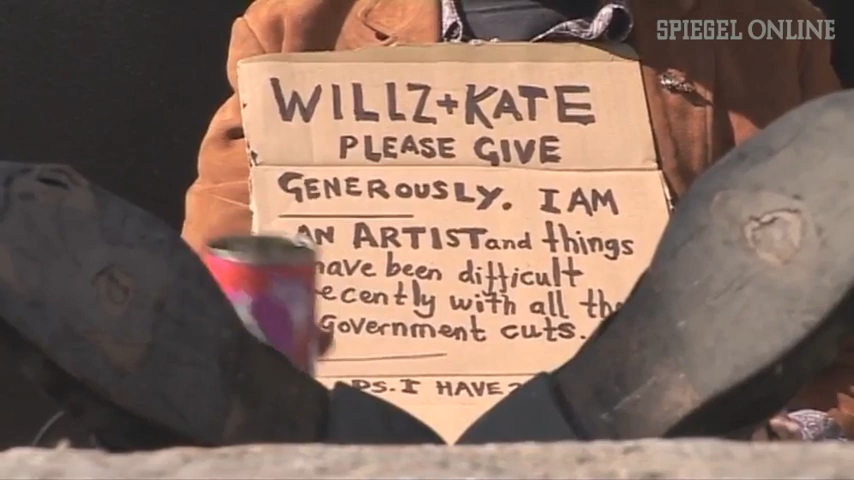 SPIEGEL ONLINE
WILLZ+KATE
PLEASE GIVE
GENEROUSLY. I AM
AN ARTIST and things
have been difficult
recently with all the
Government cuts.
PS. I HAVE